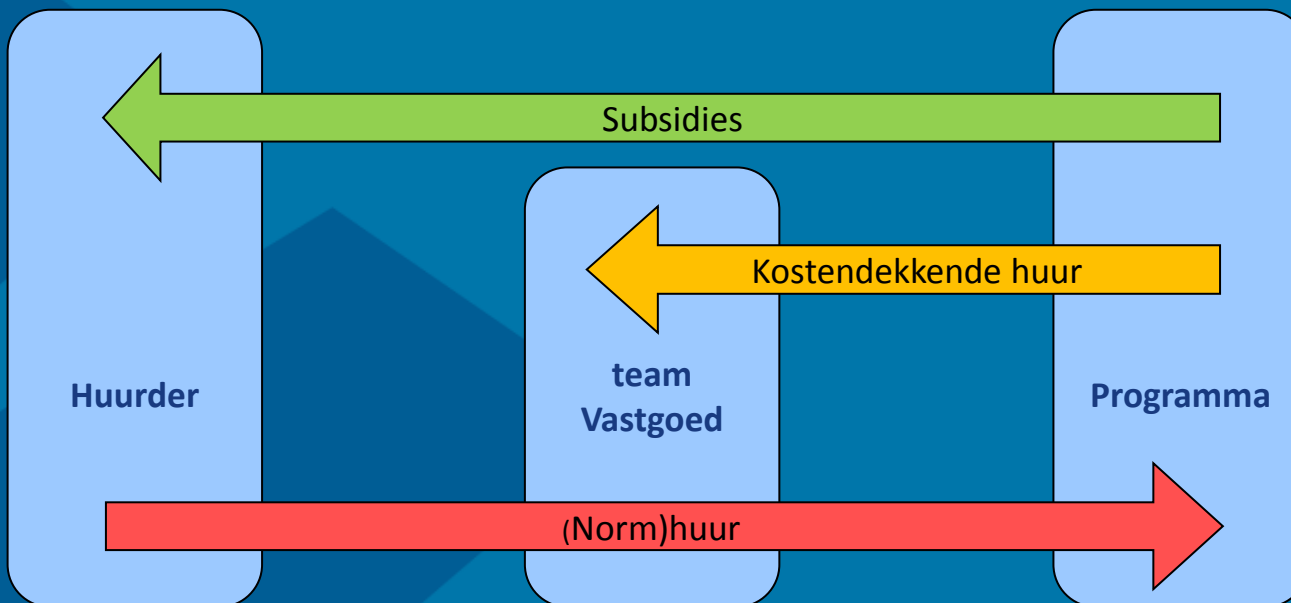 Subsidies
Kostendekkende huur
Huurder
team
Vastgoed
Programma
(Norm)huur